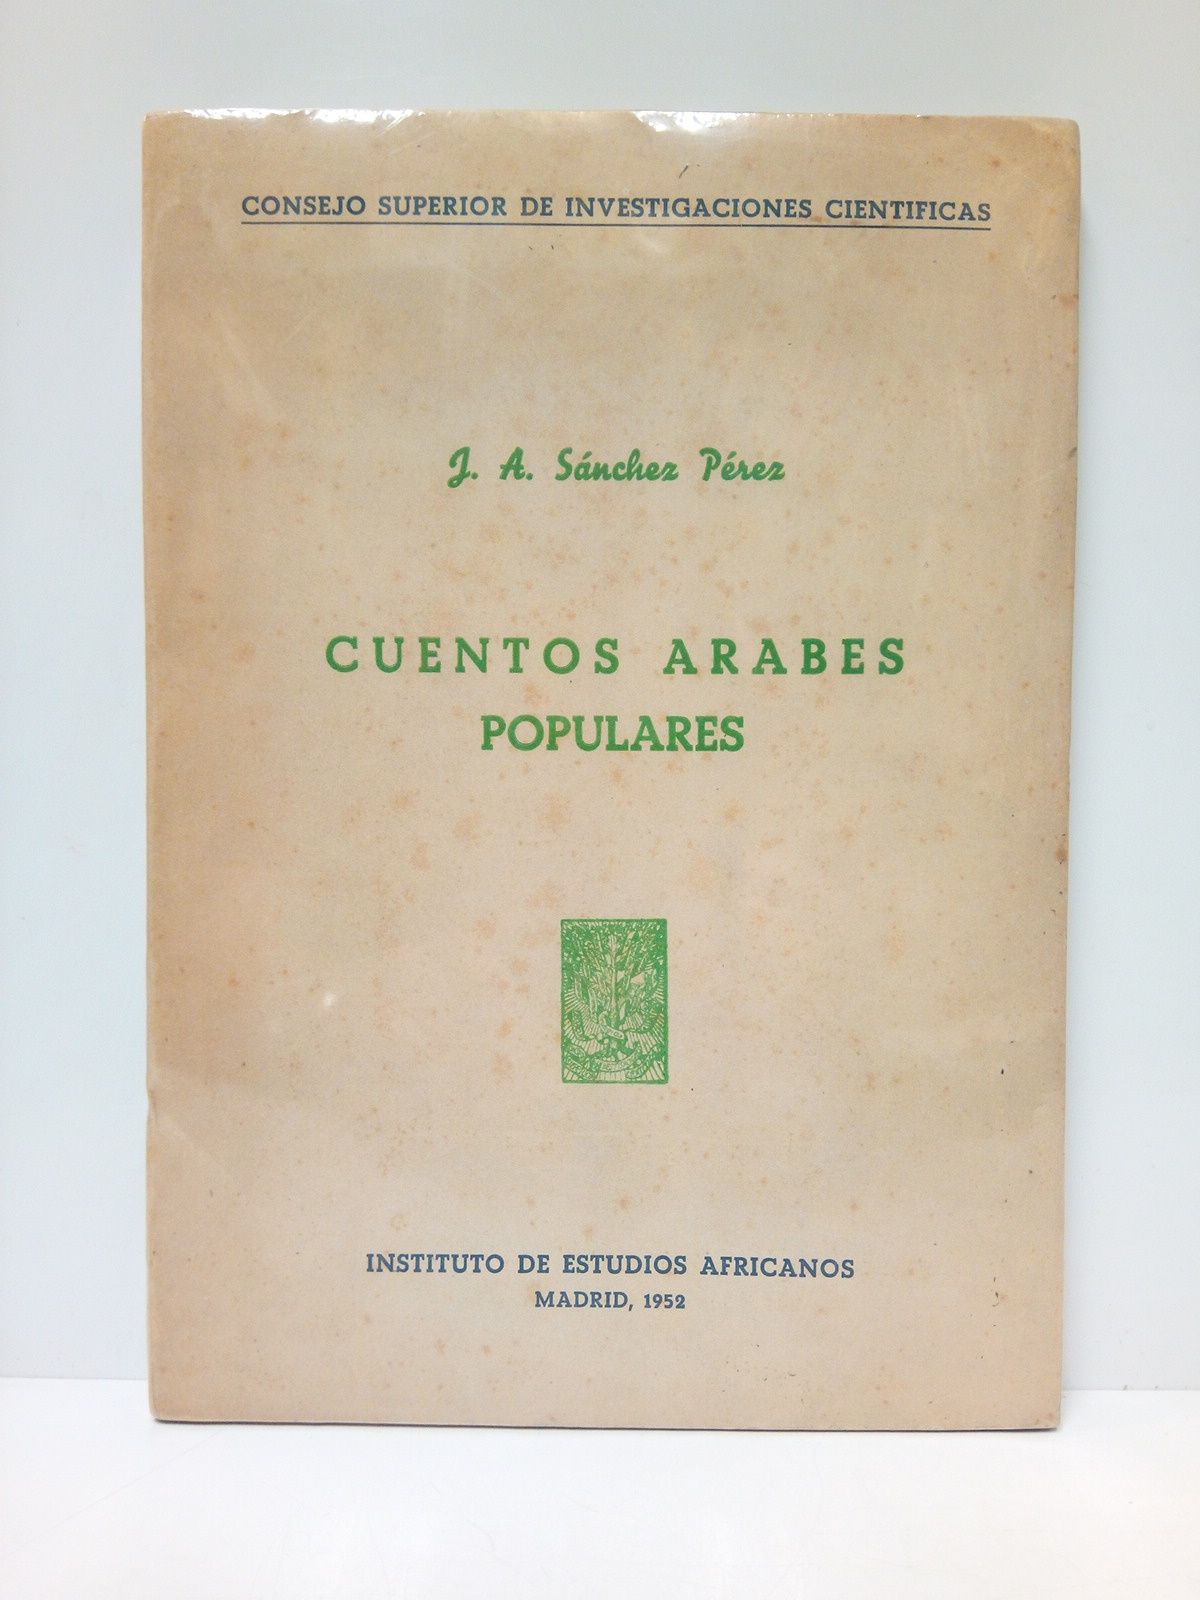 CONSEJO SUPERIOR DE INVESTIGACIONES CIENTIFICAS
J. A. Sánchez Pérez
CUENTOS ARABES
POPULARES
INSTITUTO DE ESTUDIOS AFRICANOS
MADRID, 1952